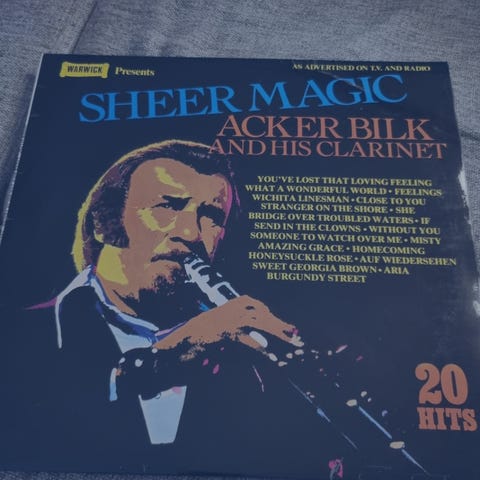 WARWICK Presents
AS ADVERTISED ON T.V. AND RADIO
SHEER MAGIC
ACKER BILK
AND HIS CLARINET
YOU'VE LOST THAT LOVING FEELING
WHAT A WONDERFUL WORLD • FEELINGS
WICHITA LINESMAN • CLOSE TO YOU
STRANGER ON THE SHORE • SHE
BRIDGE OVER TROUBLED WATERS • IF
SEND IN THE CLOWNS • WITHOUT YOU
SOMEONE TO WATCH OVER ME • MISTY
AMAZING GRACE • HOMECOMING
HONEYSUCKLE ROSE • AUF WIEDERSEHEN
SWEET GEORGIA BROWN • ARIA
BURGUNDY STREET
20
HITS